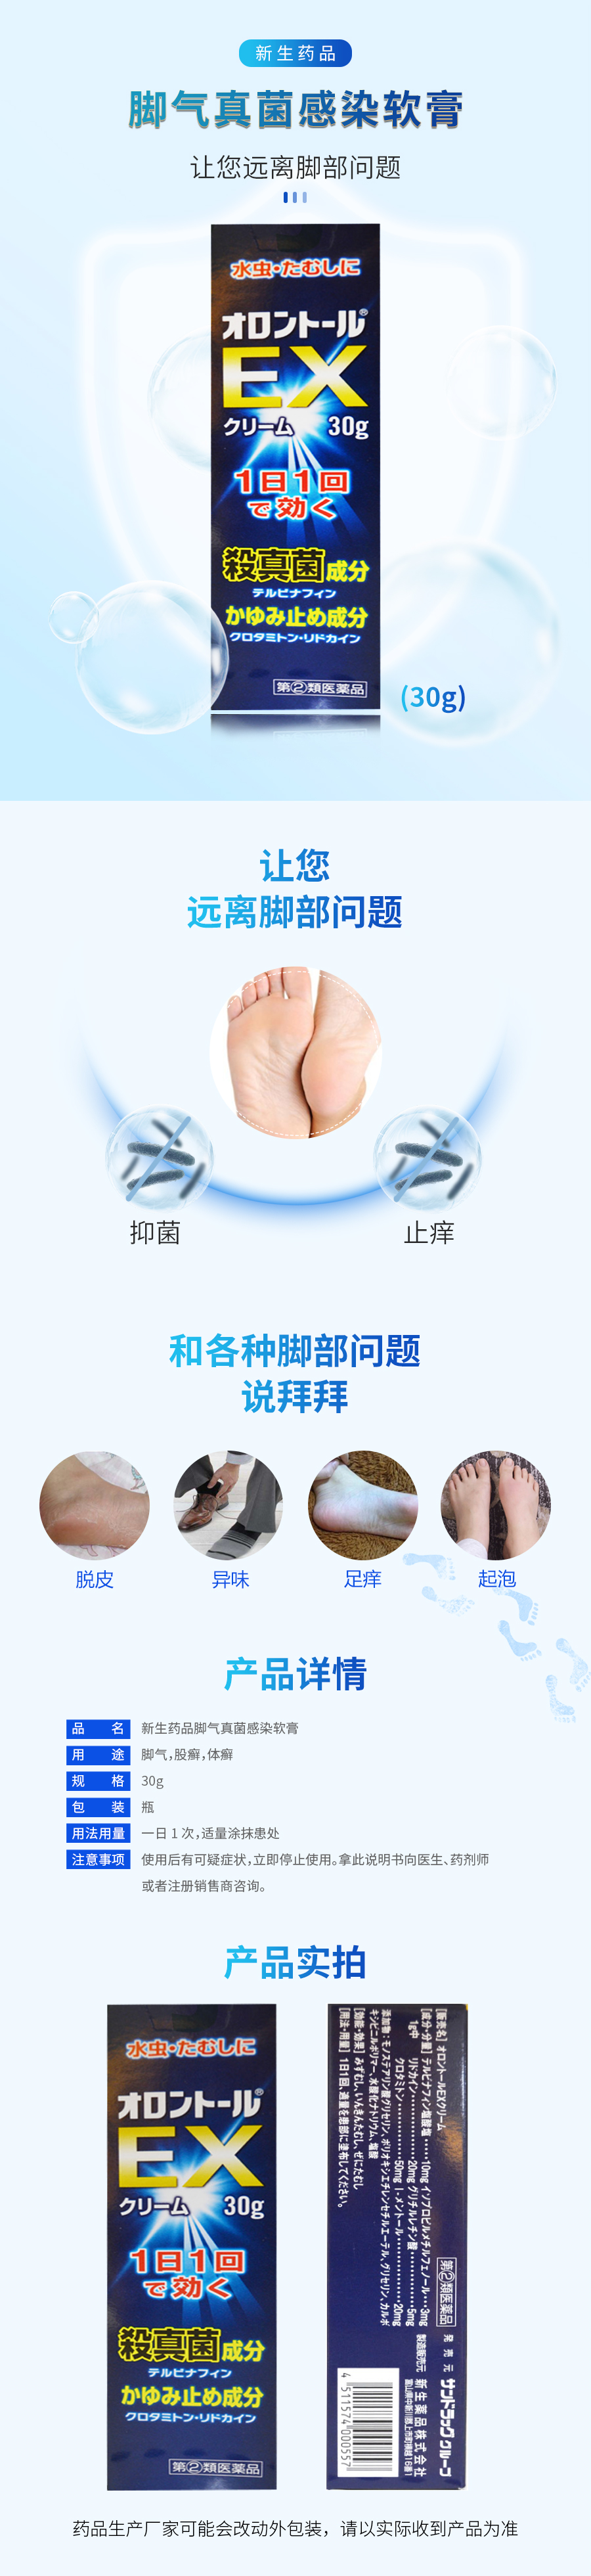 新生药品
脚气真菌感染软膏
让您远离脚部问题
水虫・たむしに
オロントール®
EX
クリーム 30g
1日1回
で効く
殺真菌成分
テルビナフィン
かゆみ止め成分
クロタミトン・リドカイン
第②類医薬品
(30g)
让您
远离脚部问题
抑菌
止痒
和各种脚部问题
说拜拜
脱皮
异味
足痒
起泡
产品详情
品名 新生药品脚气真菌感染软膏
用途 脚气，股癣，体癣
规格 30g
包装 瓶
用法用量 一日1次，适量涂抹患处
注意事项 使用后有可疑症状，立即停止使用。拿此说明书向医生、药剂师
或者注册销售商咨询。
产品实拍
水虫・たむしに
オロントール®
EX
クリーム 30g
1日1回
で効く
殺真菌成分
テルビナフィン
かゆみ止め成分
クロタミトン・リドカイン
第②類医薬品
【販売名】オロントールEXクリーム
【成分・分量】テルビナフィン塩酸塩・・・・10mg イソプロピルメチルフェノール・・3mg
1g中
リドカイン・・・・・・・・・・20mg グリチルレチン酸・・・・・・・・・・5mg
クロタミトン・・・・・・・・・・50mg l-メントール・・・・・・・・・・20mg
添加物：モノステアリン酸グリセリン、ポリオキシエチレンセチルエーテル、グリセリン、カルボ
キシビニルポリマー、水酸化ナトリウム、塩酸
【効能・効果】みずむし、いんきんたむし、ぜにたむし
【用法・用量】1日1回、適量を患部に塗布してください。
第②類医薬品
発売元 サンドラッググループ
製造販売元 新生薬品株式会社
富山県中新川郡上市町横越16番1
4 511574 000557
药品生产厂家可能会改动外包装，请以实际收到产品为准